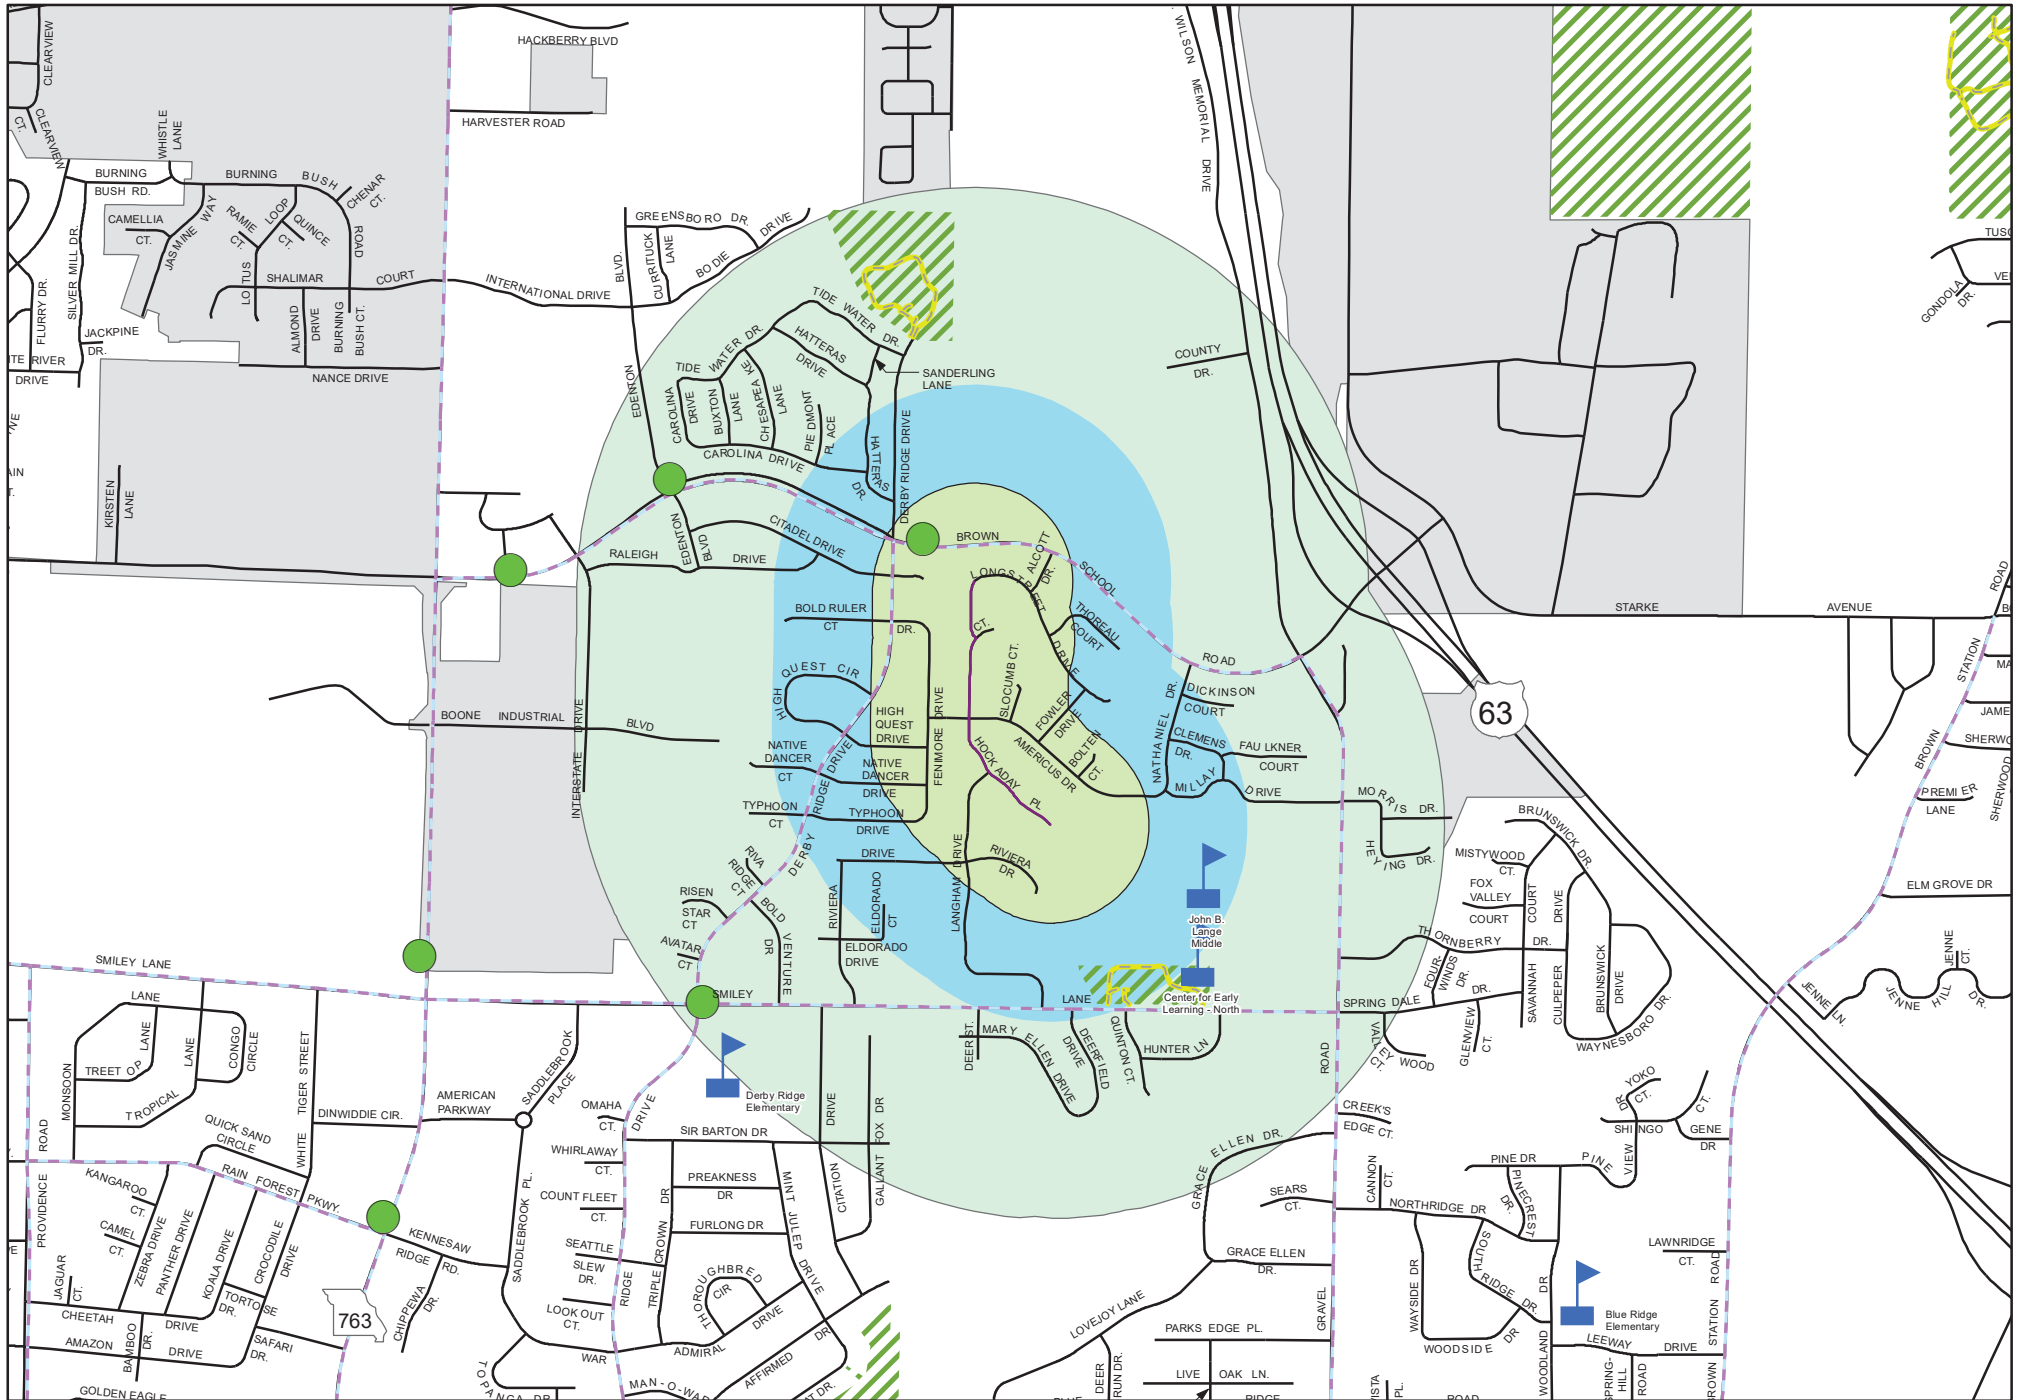 HACKBERRY BLVD
HARVESTER ROAD
CLEARVIEW
CLEARVIEW
CT.
WHISTLE
LANE
WILSON MEMORIAL DRIVE
BURNING
BUSH RD.
BURNING
BUSH
ROAD
CHENAR
CT.
CAMELLIA
CT.
JASMINE
WAY
RAMIE
CT.
LOOP
QUINCE
CT.
LOTUS
SHALIMAR
COURT
ALMOND
DRIVE
BURNING
BUSH CT.
SILVER MILL DR.
FLURRY DR.
JACKPINE
DR.
ITE RIVER
DRIVE
NANCE DRIVE
KIRSTEN
LANE
INTERNATIONAL DRIVE
GREENSBORO DR.
CURRITUCK
LANE
BODIE
DRIVE
BLVD.
EDENTON
TIDE WATER DR.
TIDE
WATER DR.
HATTERAS
DRIVE
SANDERLING
LANE
CAROLINA
DRIVE
BUXTON
LANE
CHESAPEA
KE
LANE
PIEDMONT
PLACE
CAROLINA DRIVE
HATTERAS
DR.
DERBY RIDGE DRIVE
COUNTY
DR.
TUSC
VE
GONDOLA
DR.
EDENTON
BLVD
CITADEL DRIVE
RALEIGH
DRIVE
BROWN
SCHOOL
ROAD
ALCOTT
DR.
LONGSTREET
DRIVE
THOREAU
COURT
CT.
BOLD RULER
CT
DR.
HIGH
QUEST CIR
HIGH
QUEST
DRIVE
FENIMORE DRIVE
SLOCUMB CT.
FOWLER
DRIVE
AMERICUS DR
BOLTEN
CT.
HOCKADAY PL
NATIVE
DANCER
CT
NATIVE
DANCER
DRIVE
TYPHOON
CT
TYPHOON
DRIVE
DERBY
RIDGE DRIVE
NATHANIEL
DR.
DICKINSON
COURT
CLEMENS
DR.
FAULKNER
COURT
MILLAY
DRIVE
MORRIS DR.
HEYING DR.
STARKE
AVENUE
63
BOONE INDUSTRIAL
BLVD
INTERSTATE
DRIVE
ROAD
STATION
BROWN
MA
JAME
SHERWO
SHERWOOD
PREMIER
LANE
ELM GROVE DR
RIVA
RIDGE
CT
RISEN
STAR
CT
AVATAR
CT
BOLD
VENTURE
DR
DRIVE
RIVIERA
RIVIERA
DR
ELDORADO
CT
ELDORADO
DRIVE
LANGHAM DRIVE
John B.
Lange
Middle
Center for Early
Learning - North
BRUNSWICK DR.
MISTYWOOD
CT.
FOX
VALLEY
COURT
COURT
SAVANNAH
CULPEPER
DRIVE
BRUNSWICK
DRIVE
THORNBERRY
DR.
FOUR-
WINDS
DR.
SPRING DALE
DR.
WAYNESBORO DR.
GLENVIEW
CT.
VALLEY
CT.
WOOD
JENNE
CT.
JENNE LN.
JENNE HILL DR.
SMILEY LANE
SMILEY
LANE
LANE
LANE
LANE
CONGO
CIRCLE
MONSOON
TREETOP
TROPICAL
TIGER STREET
WHITE
DINWIDDIE CIR.
AMERICAN
PARKWAY
SADDLEBROOK
PLACE
Derby Ridge
Elementary
DEER ST.
MARY
ELLEN DRIVE
DEERFIELD
DRIVE
QUINTON CT.
HUNTER LN
ROAD
GRAVEL
YOKO
CT.
DR
SHINGO
GENE
DR
CT.
VIEW
CREEK'S
EDGE CT.
OMAHA
CT.
DRIVE
SIR BARTON DR
DRIVE
GALLANT FOX DR
WHIRLAWAY
CT.
PREAKNESS
DR
COUNT FLEET
CT.
FURLONG DR
TRIPLE CROWN DR
MINT JULEP DRIVE
CITATION
GRACE ELLEN DR.
SEARS
CT.
CANNON
CT.
NORTHRIDGE DR
PINE DR
PINE
PINECREST
DR.
QUICK SAND
CIRCLE
RAIN FOREST PKWY.
ROAD
PROVIDENCE
KANGAROO
CT.
CAMEL
CT.
ZEBRA DRIVE
PANTHER DRIVE
KOALA DRIVE
CROCODILE
DRIVE
JAGUAR
CT.
TORTOISE
DR.
CHEETAH
DRIVE
SAFARI
DR.
AMAZON
DRIVE
BAMBOO
DR.
GOLDEN EAGLE
763
KENNESAW
RIDGE RD.
CHIPPEWA
DR.
SADDLEBROOK PL.
SEATTLE
SLEW
DR.
LOOK OUT
CT.
RIDGE
THOROUGHBRED
CIR
WAR
ADMIRAL
DRIVE
AFFIRMED
DR.
MAN-O-WAR
TOPANGA DR
GRACE ELLEN
DR.
LOVEJOY LANE
PARKS EDGE PL.
DEER
RUN DR.
LIVE OAK LN.
RIDGE
WAYSIDE DR
SOUTH
RIDGE DR.
WOODSIDE
DR
WOODLAND
DR
LAWNRIDGE
CT.
Blue Ridge
Elementary
LEEWAY
DRIVE
SPRING-
HILL
ROAD
STATION ROAD
BROWN
VISTA
PL.
ROAD